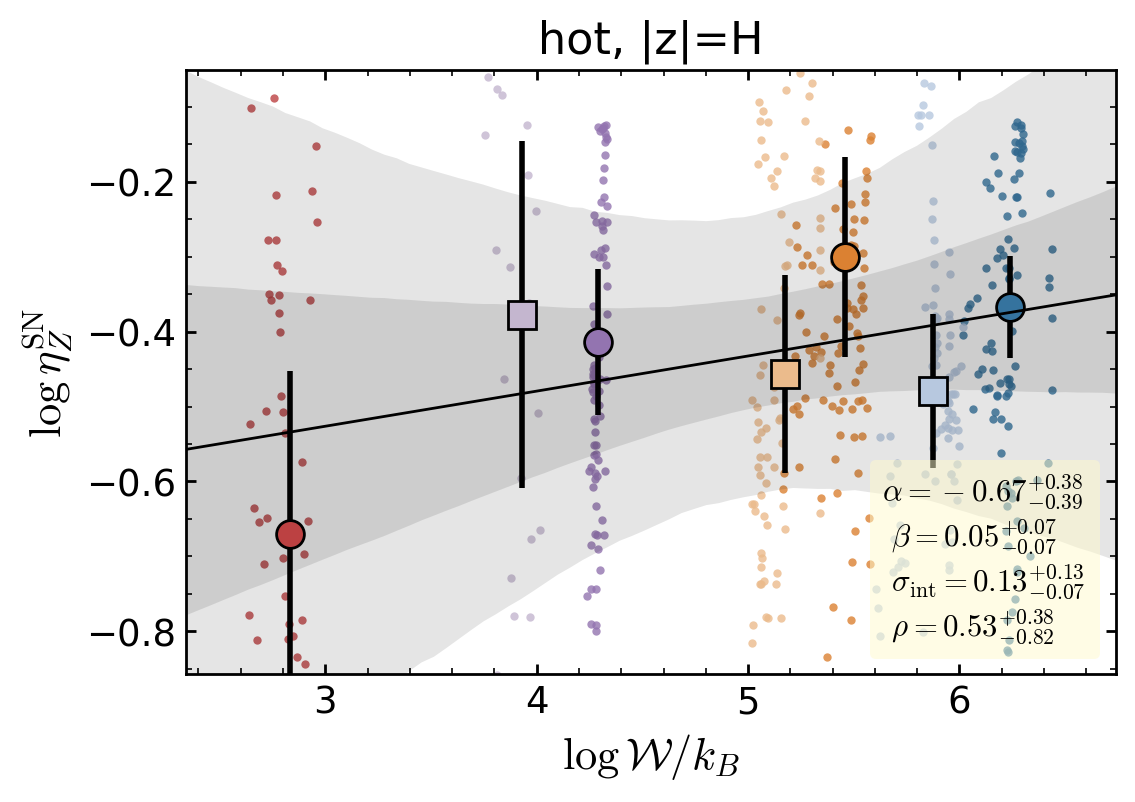 hot, |z|=H
log η_Z^SN
−0.2
−0.4
−0.6
−0.8
α = − 0.67 +0.38 −0.39
β = 0.05 +0.07 −0.07
σ_int = 0.13 +0.13 −0.07
ρ = 0.53 +0.38 −0.82
3 4 5 6
log 𝒲/k_B